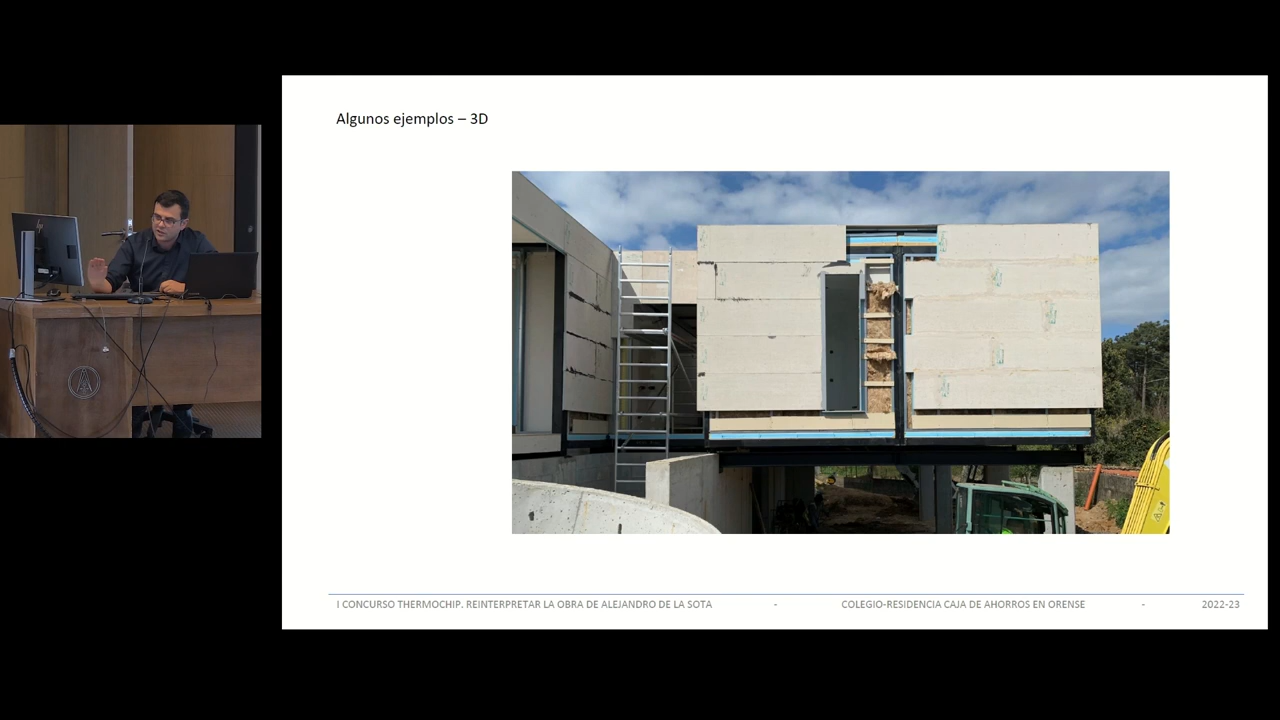 Algunos ejemplos – 3D
I CONCURSO THERMOCHIP. REINTERPRETAR LA OBRA DE ALEJANDRO DE LA SOTA - COLEGIO-RESIDENCIA CAJA DE AHORROS EN ORENSE - 2022-23